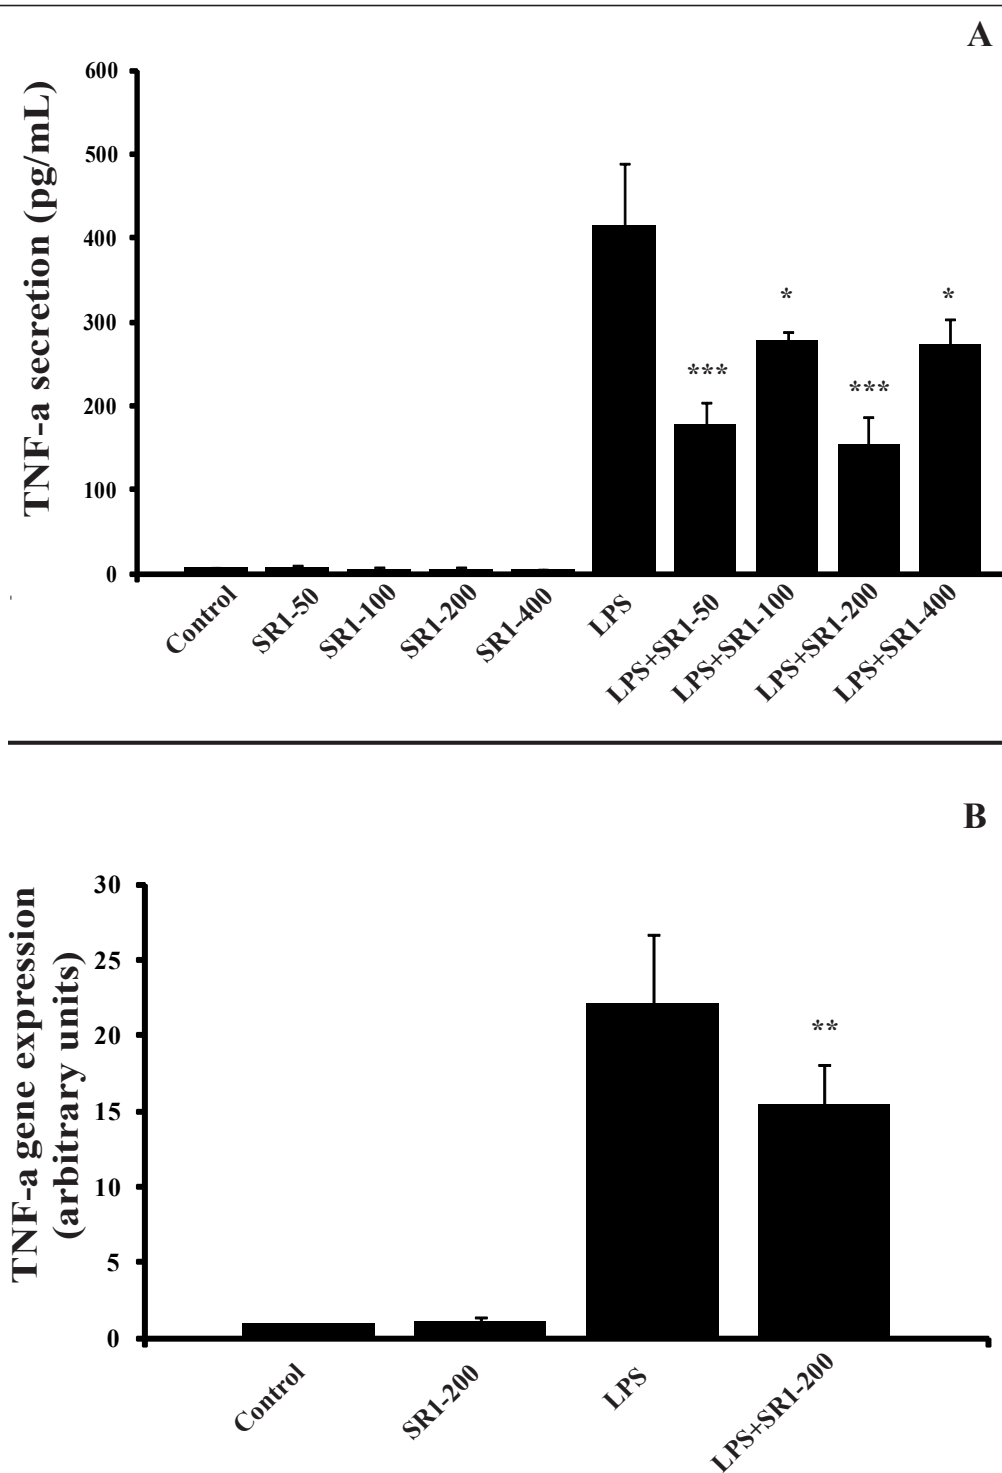 A
TNF-a secretion (pg/mL)
600
500
400
300
200
100
0
*
*
***
***
Control
SR1-50
SR1-100
SR1-200
SR1-400
LPS
LPS+SR1-50
LPS+SR1-100
LPS+SR1-200
LPS+SR1-400
B
TNF-a gene expression
(arbitrary units)
30
25
20
15
10
5
0
**
Control
SR1-200
LPS
LPS+SR1-200